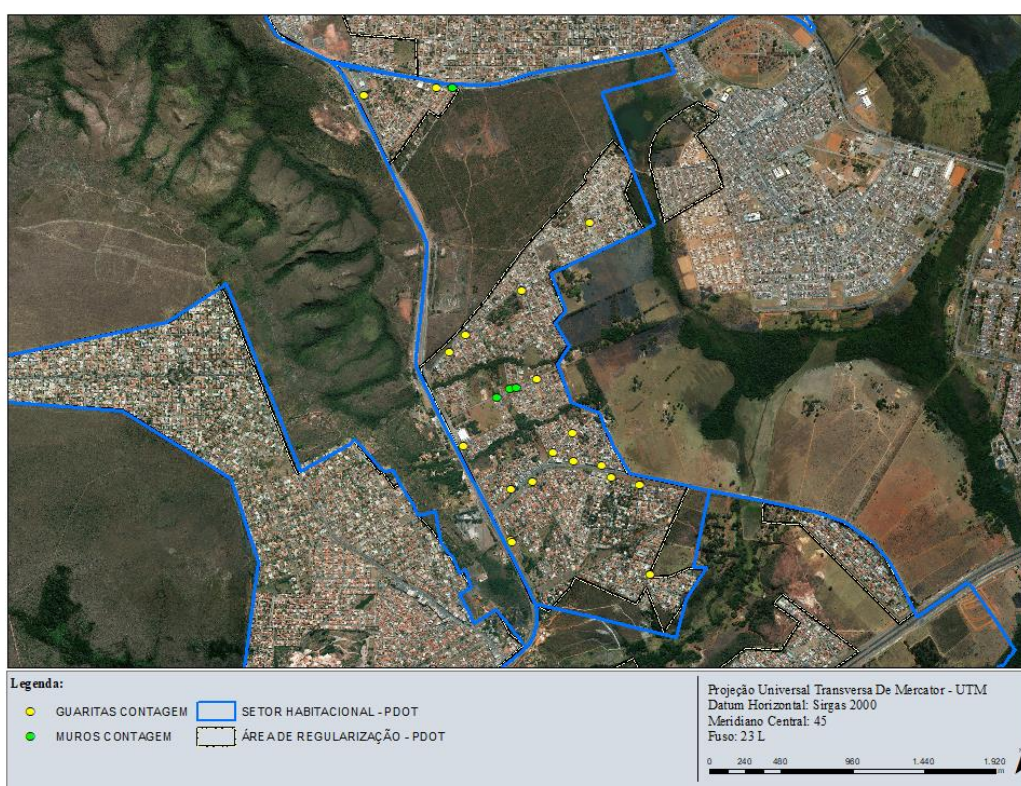 Legenda:
GUARITAS CONTAGEM
SETOR HABITACIONAL - PDOT
MUROS CONTAGEM
ÁREA DE REGULARIZAÇÃO - PDOT
Projeção Universal Transversa De Mercator - UTM
Datum Horizontal: Sirgas 2000
Meridiano Central: 45
Fuso: 23 L
0 240 480 960 1.440 1.920
m